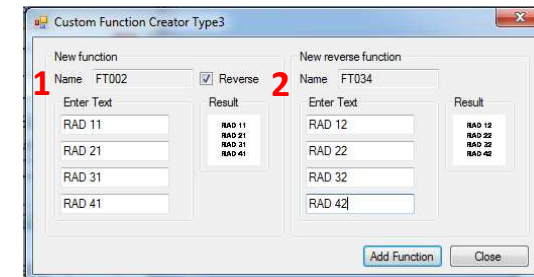 Custom Function Creator Type3
New function
1
Name FT002
Reverse
Enter Text
RAD 11
RAD 21
RAD 31
RAD 41
Result
RAD 11
RAD 21
RAD 31
RAD 41
New reverse function
2
Name FT034
Enter Text
RAD 12
RAD 22
RAD 32
RAD 42
Result
RAD 12
RAD 22
RAD 32
RAD 42
Add Function
Close